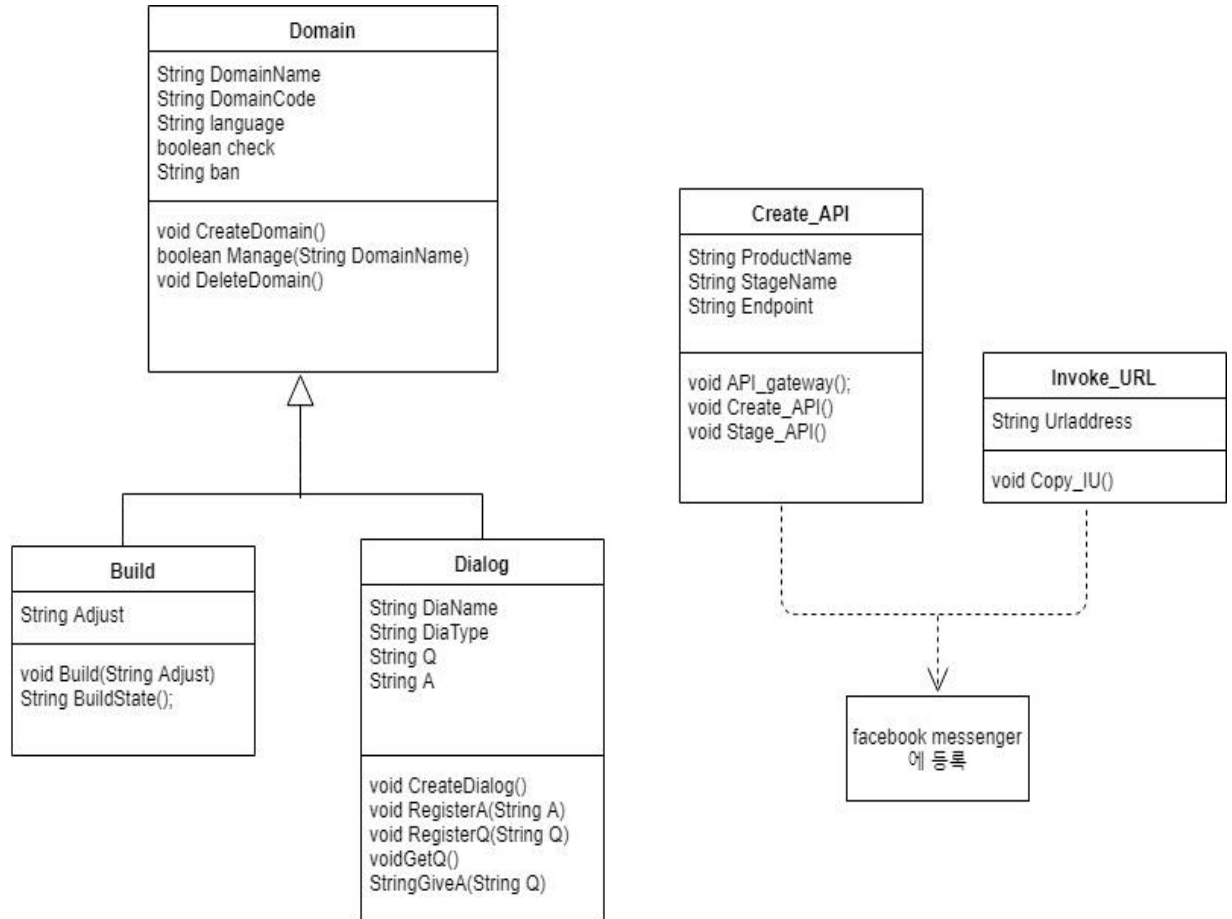 Domain
String DomainName
String DomainCode
String language
boolean check
String ban
void CreateDomain()
boolean Manage(String DomainName)
void DeleteDomain()
Build
String Adjust
void Build(String Adjust)
String BuildState();
Dialog
String DiaName
String DiaType
String Q
String A
void CreateDialog()
void RegisterA(String A)
void RegisterQ(String Q)
voidGetQ()
StringGiveA(String Q)
Create_API
String ProductName
String StageName
String Endpoint
void API_gateway();
void Create_API()
void Stage_API()
Invoke_URL
String Urladdress
void Copy_IU()
facebook messenger
에 등록